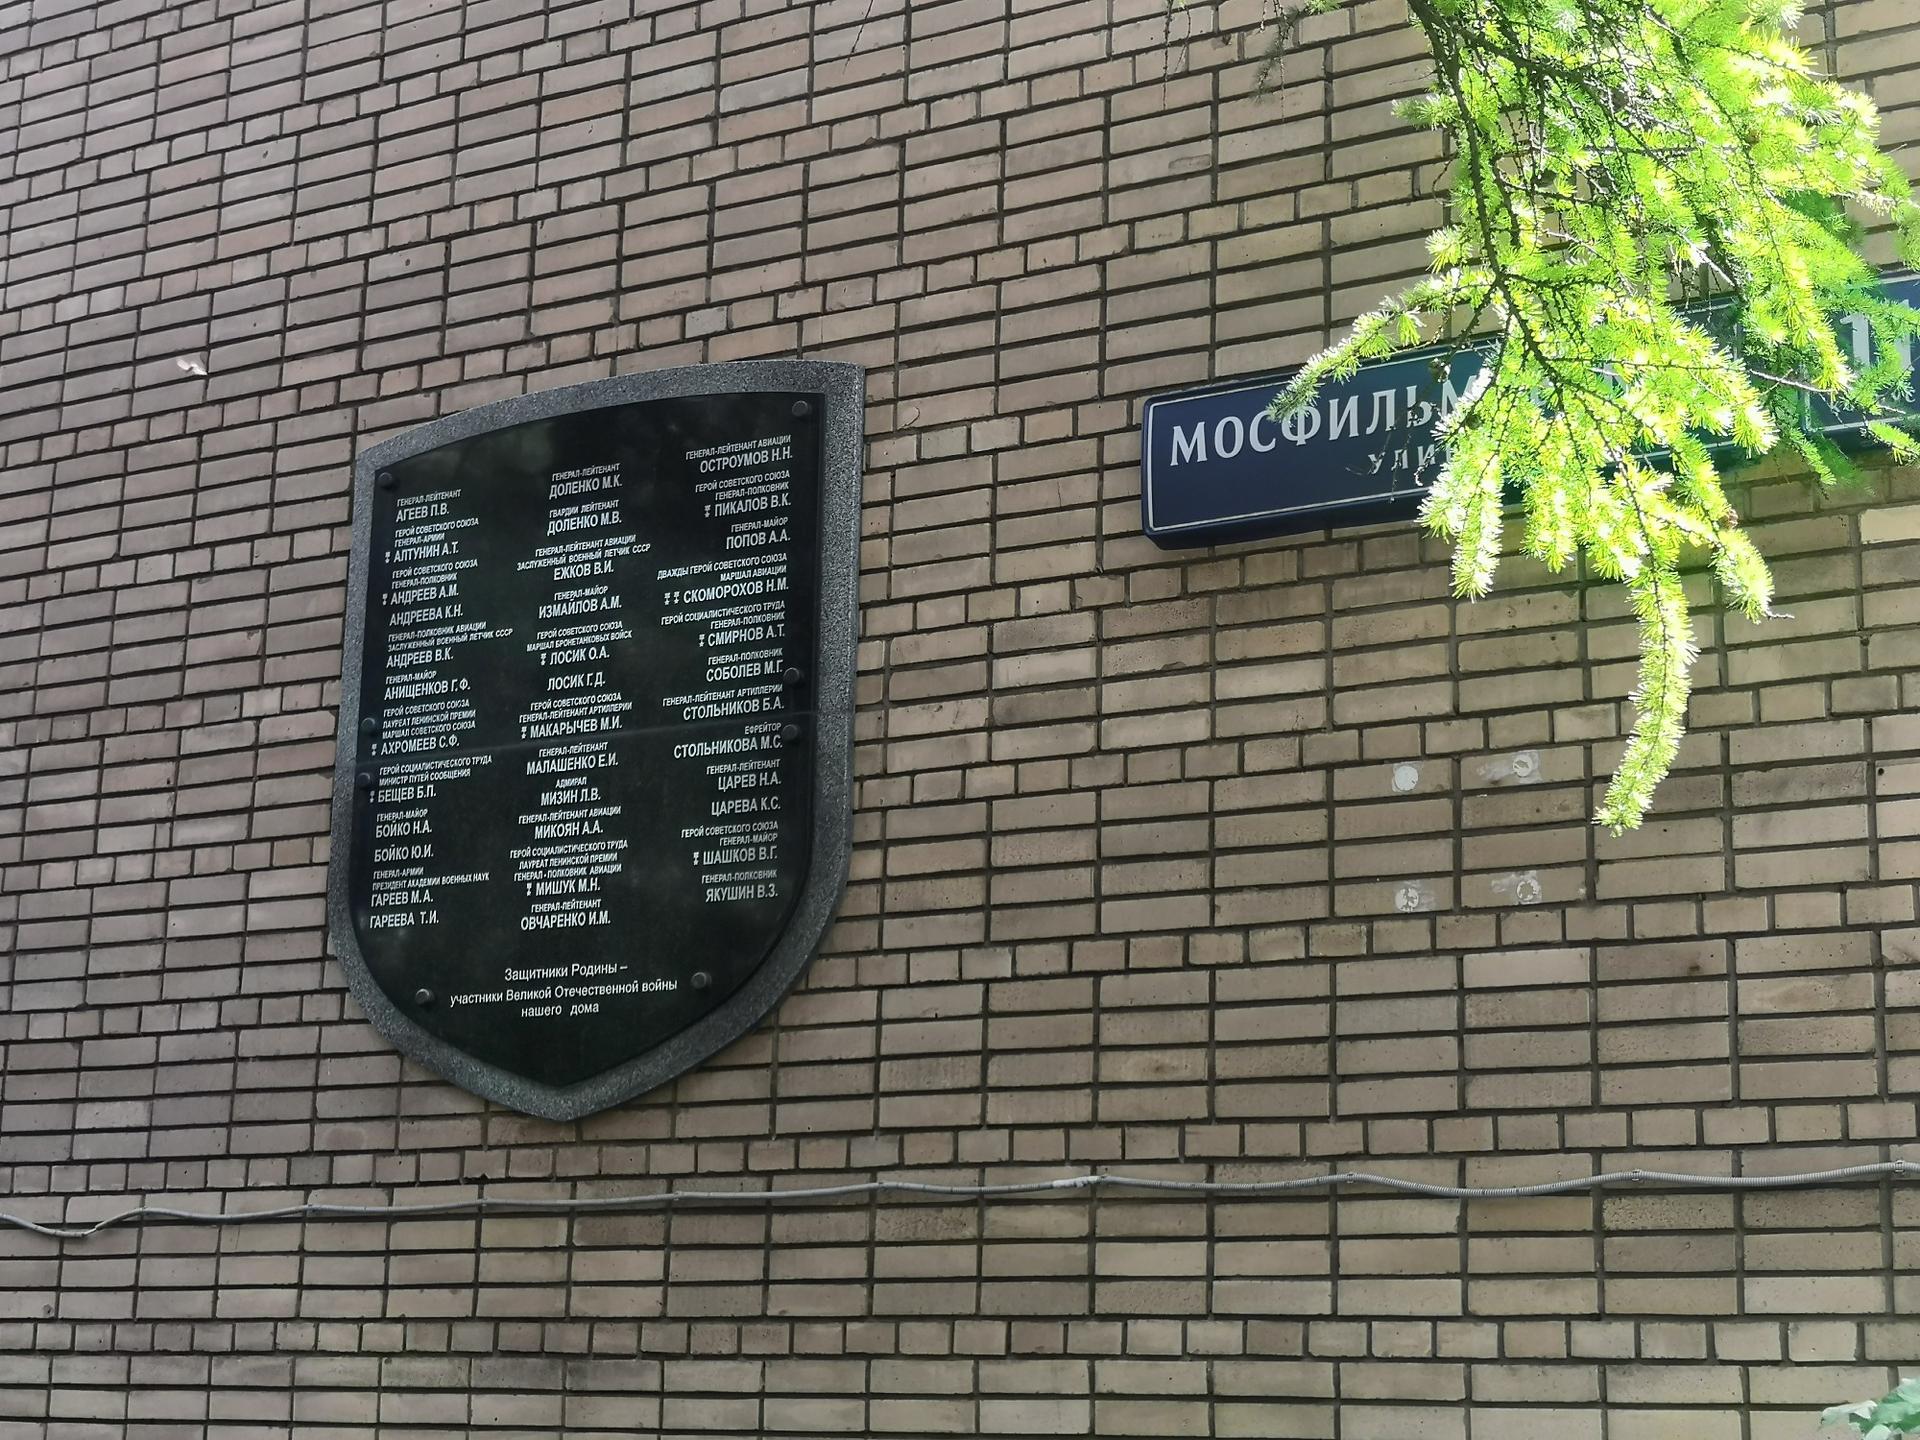 ГЕНЕРАЛ-ЛЕЙТЕНАНТ
АГЕЕВ П.В.
ГЕРОЙ СОВЕТСКОГО СОЮЗА
ГЕНЕРАЛ-АРМИИ
АЛТУНИН А.Т.
ГЕРОЙ СОВЕТСКОГО СОЮЗА
ГЕНЕРАЛ-ПОЛКОВНИК
АНДРЕЕВ А.М.
АНДРЕЕВА К.Н.
ГЕНЕРАЛ-ПОЛКОВНИК АВИАЦИИ
ЗАСЛУЖЕННЫЙ ВОЕННЫЙ ЛЕТЧИК СССР
АНДРЕЕВ В.К.
ГЕНЕРАЛ-МАЙОР
АНИЩЕНКОВ Г.Ф.
ГЕРОЙ СОВЕТСКОГО СОЮЗА
ЛАУРЕАТ ЛЕНИНСКОЙ ПРЕМИИ
МАРШАЛ СОВЕТСКОГО СОЮЗА
АХРОМЕЕВ С.Ф.
ГЕРОЙ СОЦИАЛИСТИЧЕСКОГО ТРУДА
МИНИСТР ПУТЕЙ СООБЩЕНИЯ
БЕЩЕВ Б.П.
ГЕНЕРАЛ-МАЙОР
БОЙКО Н.А.
БОЙКО Ю.И.
ГЕНЕРАЛ-АРМИИ
ПРЕЗИДЕНТ АКАДЕМИИ ВОЕННЫХ НАУК
ГАРЕЕВ М.А.
ГАРЕЕВА Т.И.
ГЕНЕРАЛ-ЛЕЙТЕНАНТ
ДОЛЕНКО М.К.
ГВАРДИИ ЛЕЙТЕНАНТ
ДОЛЕНКО М.В.
ГЕНЕРАЛ-ЛЕЙТЕНАНТ АВИАЦИИ
ЗАСЛУЖЕННЫЙ ВОЕННЫЙ ЛЕТЧИК СССР
ЕЖКОВ В.И.
ГЕНЕРАЛ-МАЙОР
ИЗМАЙЛОВ А.М.
ГЕРОЙ СОВЕТСКОГО СОЮЗА
МАРШАЛ БРОНЕТАНКОВЫХ ВОЙСК
ЛОСИК О.А.
ЛОСИК Г.Д.
ГЕРОЙ СОВЕТСКОГО СОЮЗА
ГЕНЕРАЛ-ЛЕЙТЕНАНТ АРТИЛЛЕРИИ
МАКАРЫЧЕВ М.И.
ГЕНЕРАЛ-ЛЕЙТЕНАНТ
МАЛАШЕНКО Е.И.
АДМИРАЛ
МИЗИН Л.В.
ГЕНЕРАЛ-ЛЕЙТЕНАНТ АВИАЦИИ
МИКОЯН А.А.
ГЕРОЙ СОЦИАЛИСТИЧЕСКОГО ТРУДА
ЛАУРЕАТ ЛЕНИНСКОЙ ПРЕМИИ
ГЕНЕРАЛ-ПОЛКОВНИК АВИАЦИИ
МИШУК М.Н.
ГЕНЕРАЛ-ЛЕЙТЕНАНТ
ОВЧАРЕНКО И.М.
ГЕНЕРАЛ-ЛЕЙТЕНАНТ АВИАЦИИ
ОСТРОУМОВ Н.Н.
ГЕРОЙ СОВЕТСКОГО СОЮЗА
ГЕНЕРАЛ-ПОЛКОВНИК
ПИКАЛОВ В.К.
ГЕНЕРАЛ-МАЙОР
ПОПОВ А.А.
ДВАЖДЫ ГЕРОЙ СОВЕТСКОГО СОЮЗА
МАРШАЛ АВИАЦИИ
СКОМОРОХОВ Н.М.
ГЕРОЙ СОЦИАЛИСТИЧЕСКОГО ТРУДА
ГЕНЕРАЛ-ПОЛКОВНИК
СМИРНОВ А.Т.
ГЕНЕРАЛ-ПОЛКОВНИК
СОБОЛЕВ М.Г.
ГЕНЕРАЛ-ЛЕЙТЕНАНТ АРТИЛЛЕРИИ
СТОЛЬНИКОВ Б.А.
ЕФРЕЙТОР
СТОЛЬНИКОВА М.С.
ГЕНЕРАЛ-ЛЕЙТЕНАНТ
ЦАРЕВ Н.А.
ЦАРЕВА К.С.
ГЕРОЙ СОВЕТСКОГО СОЮЗА
ГЕНЕРАЛ-МАЙОР
ШАШКОВ В.Г.
ГЕНЕРАЛ-ПОЛКОВНИК
ЯКУШИН В.З.
Защитники Родины –
участники Великой Отечественной войны
нашего дома